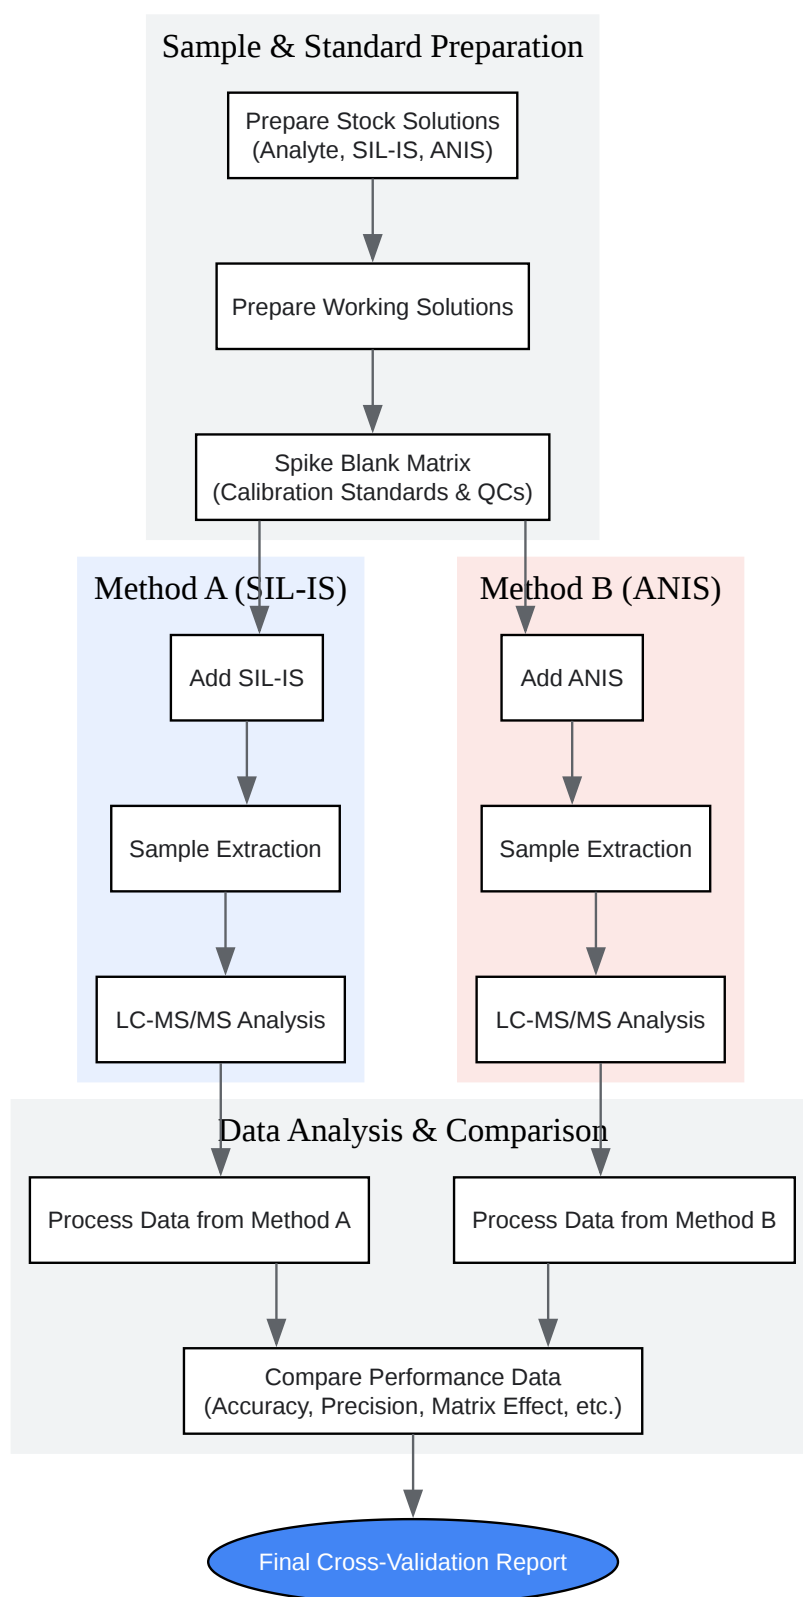 Sample & Standard Preparation
Prepare Stock Solutions
(Analyte, SIL-IS, ANIS)
Prepare Working Solutions
Spike Blank Matrix
(Calibration Standards & QCs)
Method A (SIL-IS)
Add SIL-IS
Sample Extraction
LC-MS/MS Analysis
Method B (ANIS)
Add ANIS
Sample Extraction
LC-MS/MS Analysis
Data Analysis & Comparison
Process Data from Method A
Process Data from Method B
Compare Performance Data
(Accuracy, Precision, Matrix Effect, etc.)
Final Cross-Validation Report